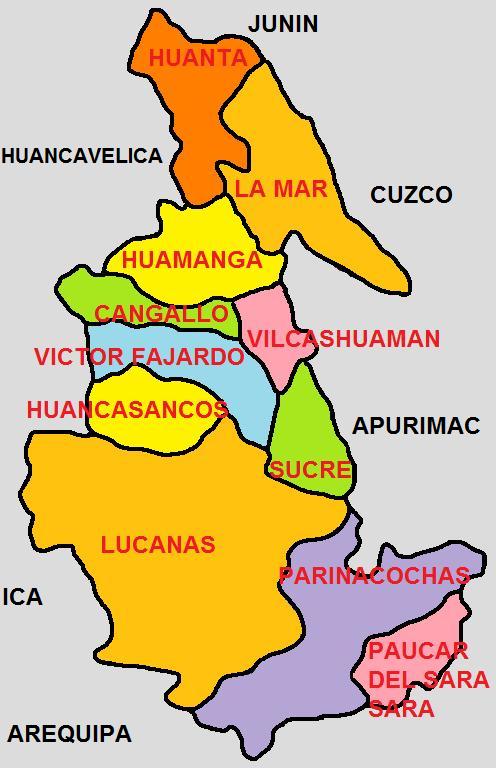 JUNIN
HUANTA
HUANCAVELICA
LA MAR
CUZCO
HUAMANGA
CANGALLO
VILCASHUAMAN
VICTOR FAJARDO
HUANCASANCOS
APURIMAC
SUCRE
LUCANAS
PARINACOCHAS
ICA
PAUCAR
DEL SARA
SARA
AREQUIPA